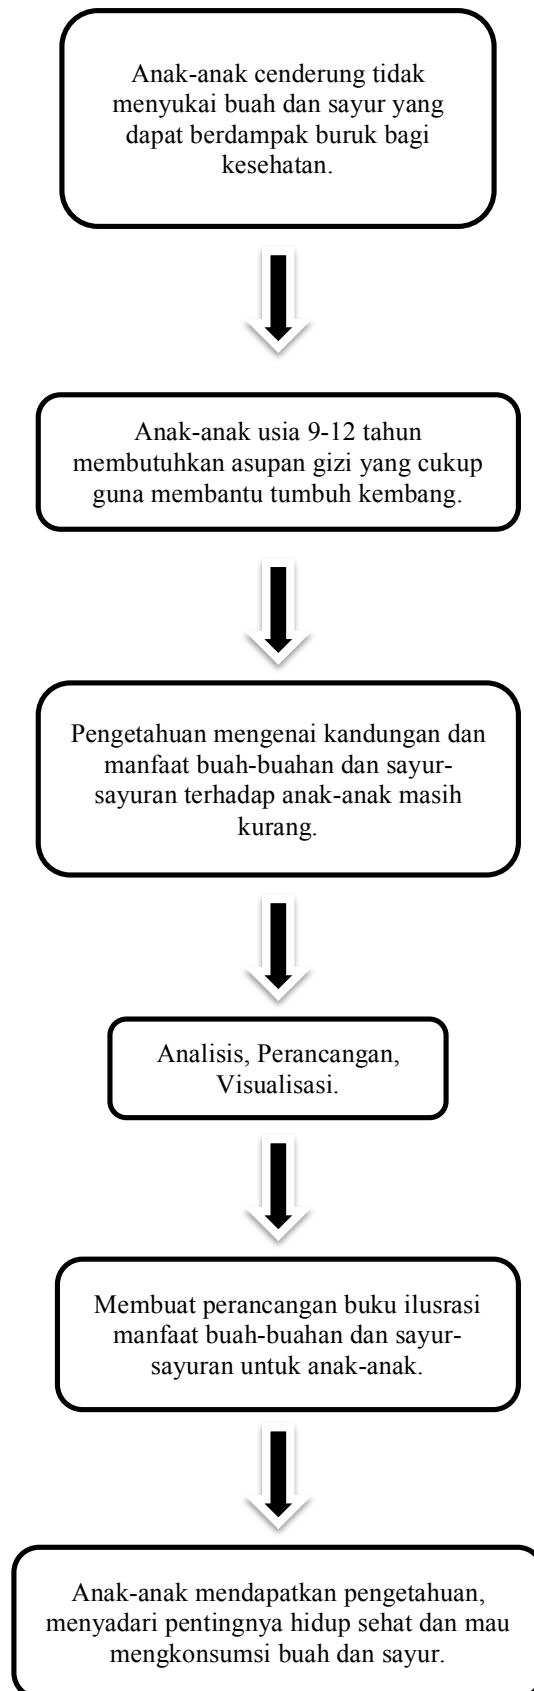 Anak-anak cenderung tidak
menyukai buah dan sayur yang
dapat berdampak buruk bagi
kesehatan.
Anak-anak usia 9-12 tahun
membutuhkan asupan gizi yang cukup
guna membantu tumbuh kembang.
Pengetahuan mengenai kandungan dan
manfaat buah-buahan dan sayur-
sayuran terhadap anak-anak masih
kurang.
Analisis, Perancangan,
Visualisasi.
Membuat perancangan buku ilusrasi
manfaat buah-buahan dan sayur-
sayuran untuk anak-anak.
Anak-anak mendapatkan pengetahuan,
menyadari pentingnya hidup sehat dan mau
mengkonsumsi buah dan sayur.